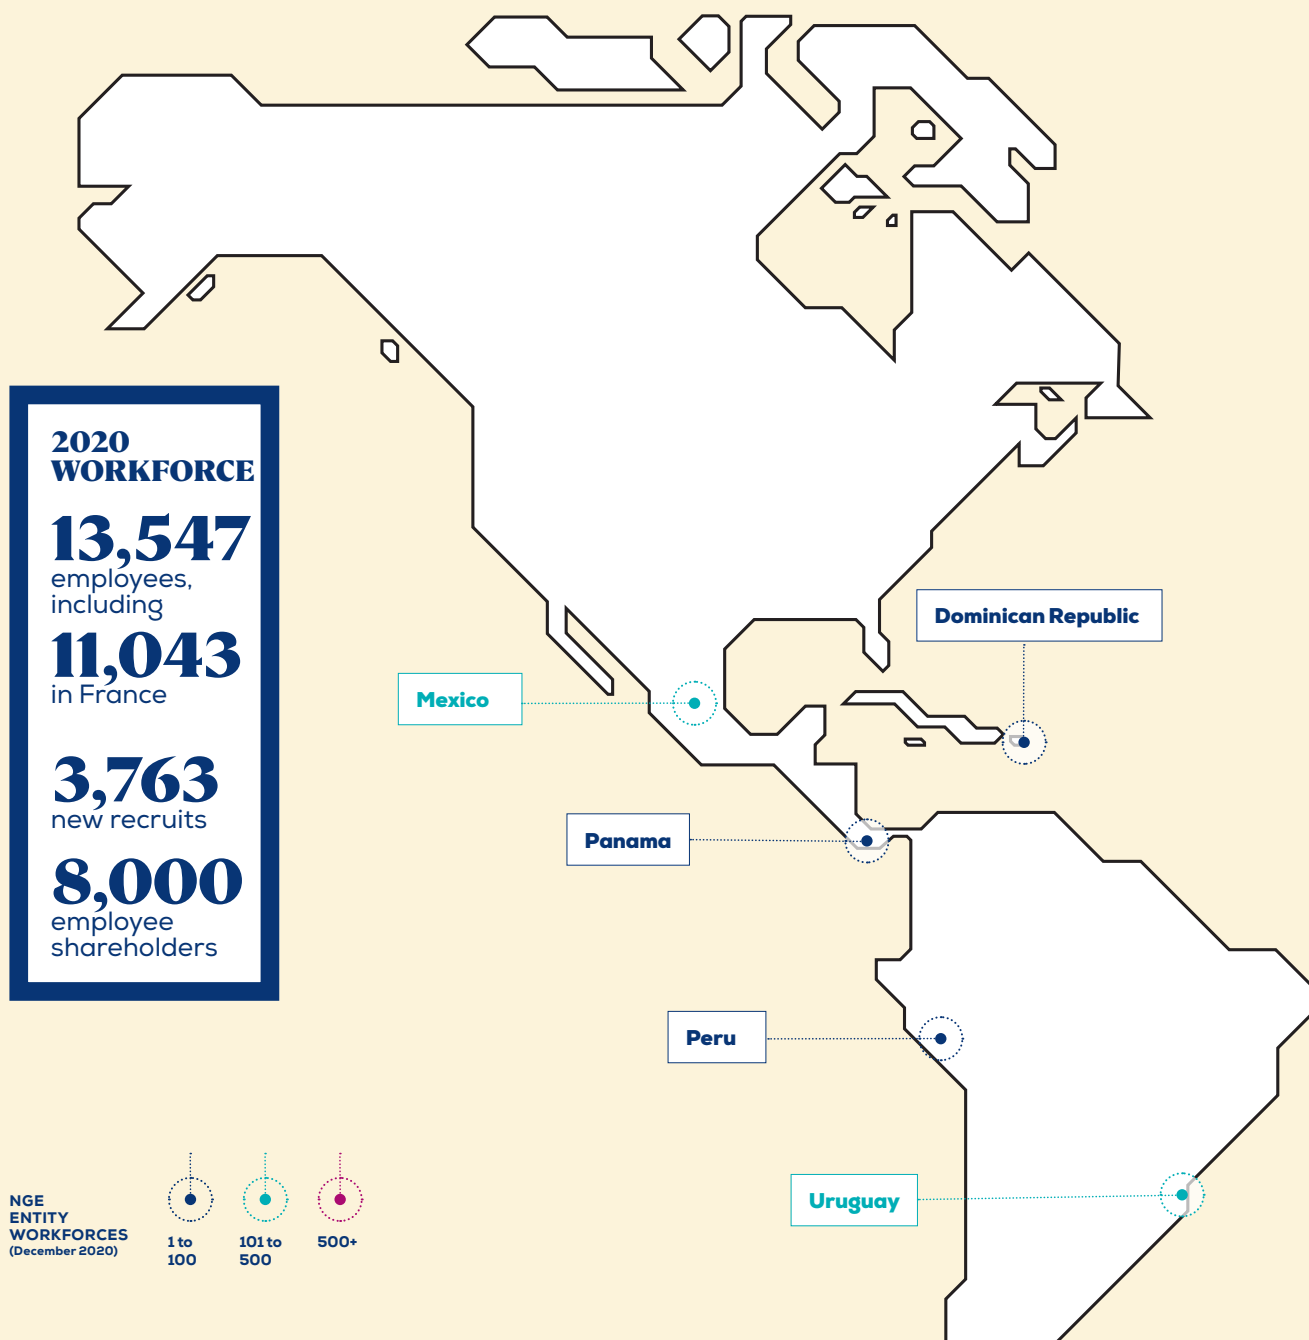 2020
WORKFORCE
13,547
employees,
including
11,043
in France
3,763
new recruits
8,000
employee
shareholders
Dominican Republic
Mexico
Panama
Peru
Uruguay
NGE
ENTITY
WORKFORCES
(December 2020)
1 to
100
101 to
500
500+